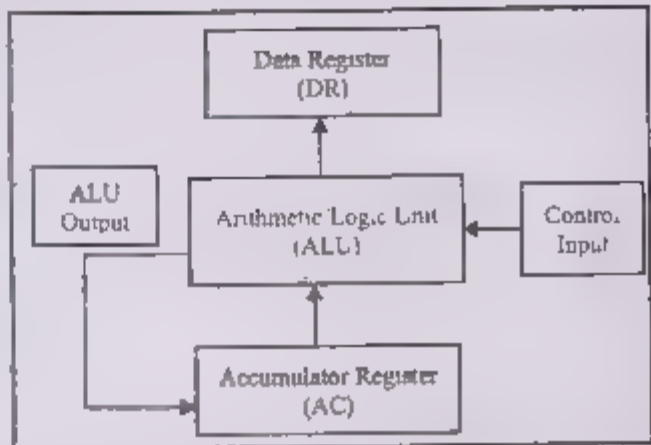 Data Register
(DR)
ALU
Output
Arithmetic Logic Unit
(ALU)
Control
Input
Accumulator Register
(AC)